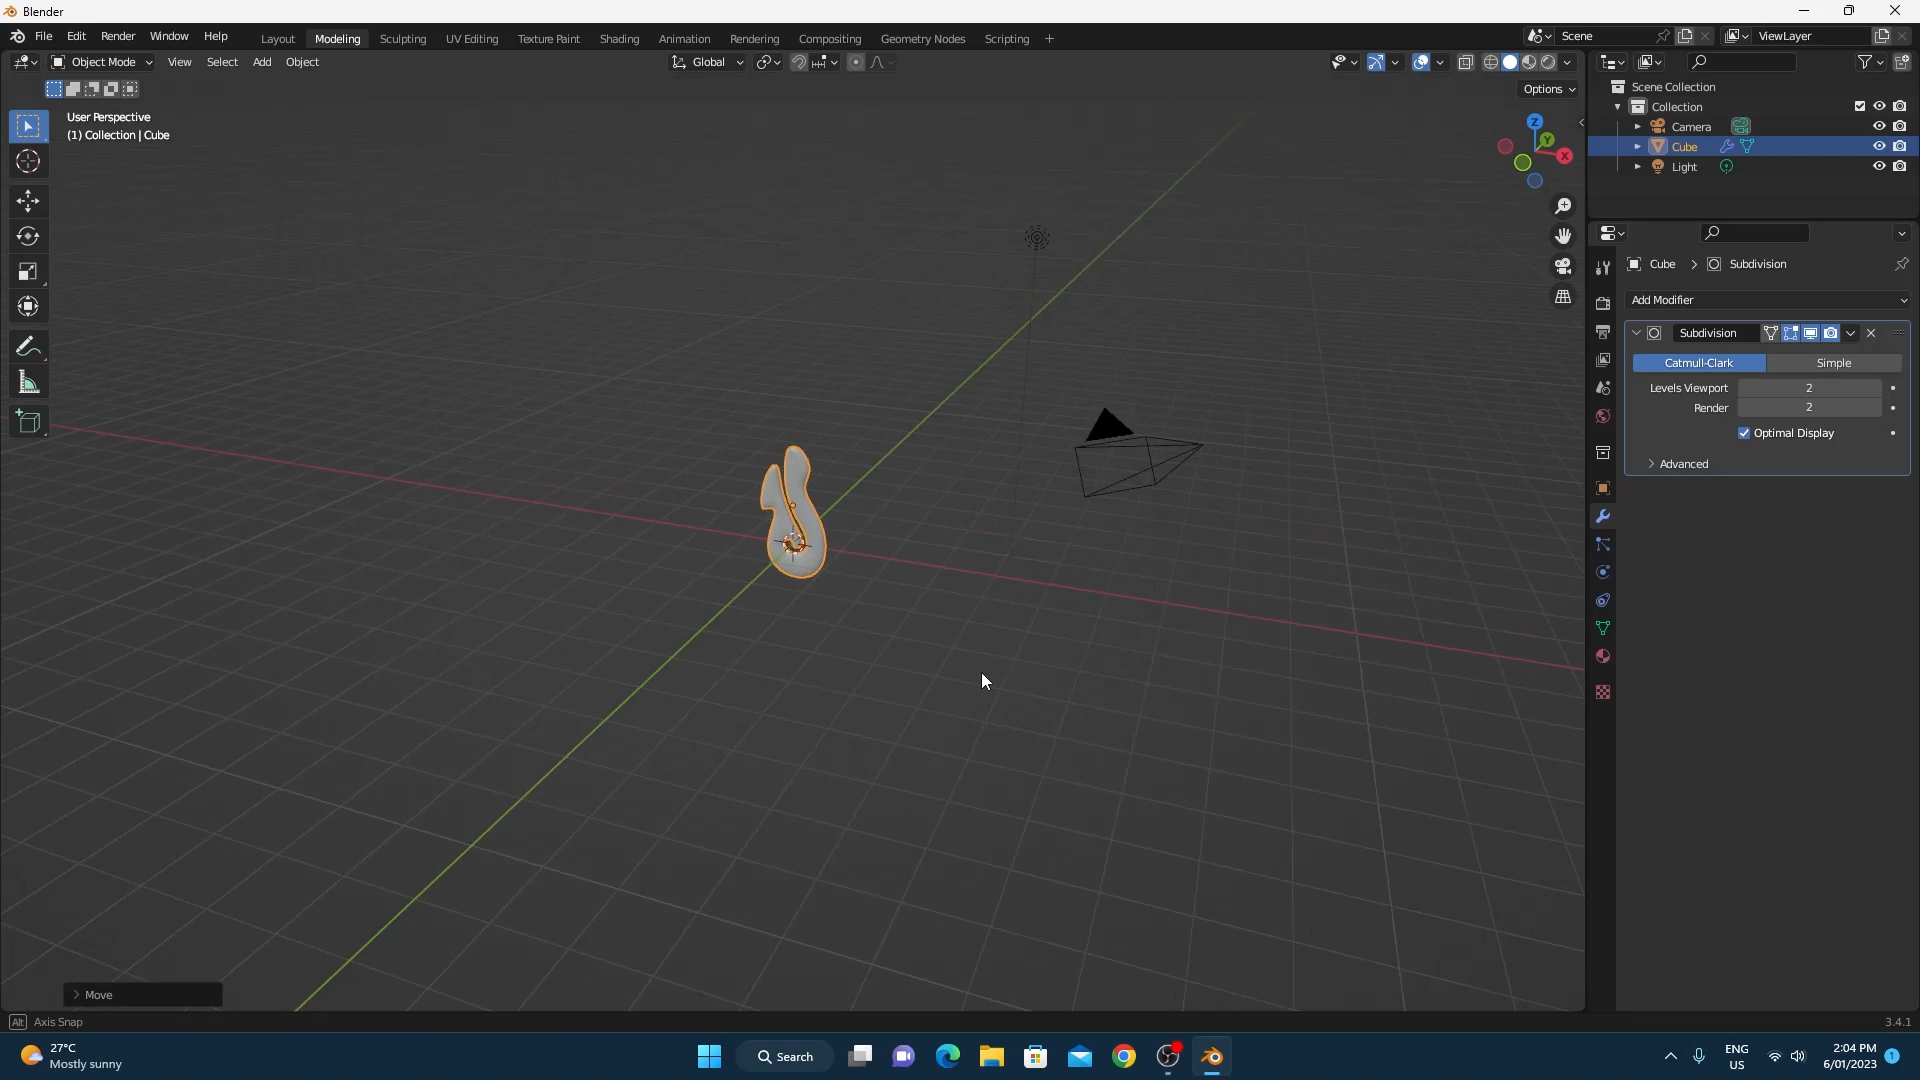 Blender
File Edit Render Window Help
Layout Modeling Sculpting UV Editing Texture Paint Shading Animation Rendering Compositing Geometry Nodes Scripting +
Scene
ViewLayer
Object Mode View Select Add Object
Global
Options
User Perspective
(1) Collection | Cube
Z
Y
X
Scene Collection
Collection
Camera
Cube
Light
Cube > Subdivision
Add Modifier
Subdivision
Catmull-Clark Simple
Levels Viewport 2
Render 2
Optimal Display
> Advanced
> Move
Alt Axis Snap
3.4.1
27°C
Mostly sunny
Search
ENG
US
2:04 PM
6/01/2023
1